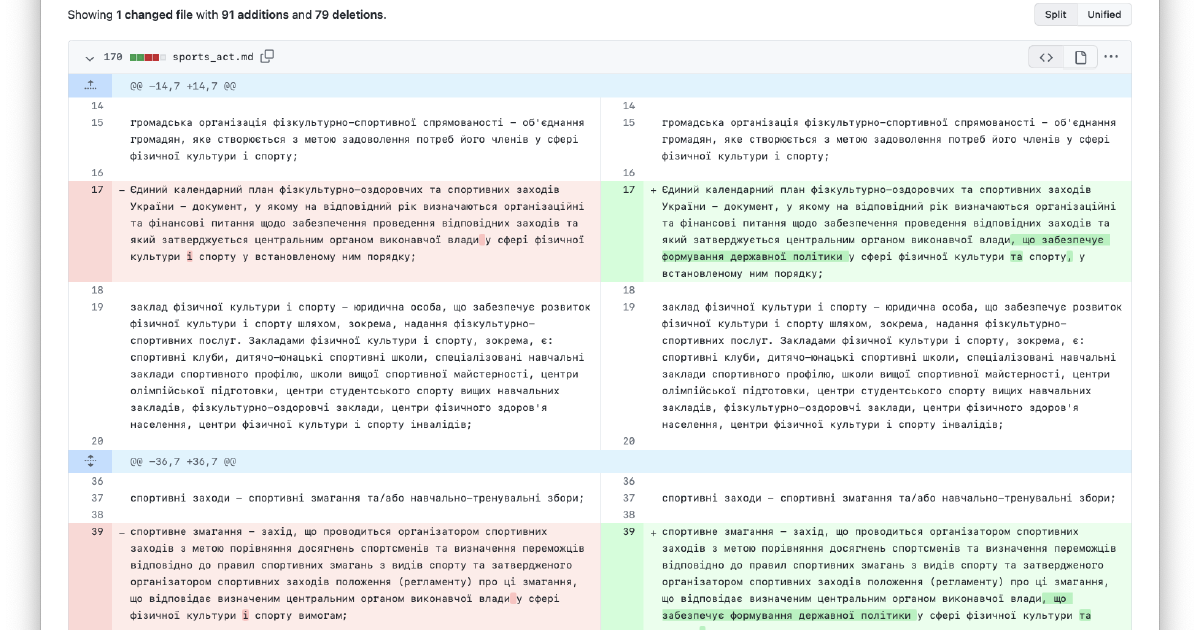 Showing 1 changed file with 91 additions and 79 deletions.
Split Unified
170 sports_act.md
@@ -14,7 +14,7 @@
14
15 громадська організація фізкультурно-спортивної спрямованості – об'єднання
громадян, яке створюється з метою задоволення потреб його членів у сфері
фізичної культури і спорту;
16
17 – Єдиний календарний план фізкультурно-оздоровчих та спортивних заходів
України – документ, у якому на відповідний рік визначаються організаційні
та фінансові питання щодо забезпечення проведення відповідних заходів та
який затверджується центральним органом виконавчої влади у сфері фізичної
культури і спорту у встановленому ним порядку;
18
19 заклад фізичної культури і спорту – юридична особа, що забезпечує розвиток
фізичної культури і спорту шляхом, зокрема, надання фізкультурно-
спортивних послуг. Закладами фізичної культури і спорту, зокрема, є:
спортивні клуби, дитячо-юнацькі спортивні школи, спеціалізовані навчальні
заклади спортивного профілю, школи вищої спортивної майстерності, центри
олімпійської підготовки, центри студентського спорту вищих навчальних
закладів, фізкультурно-оздоровчі заклади, центри фізичного здоров'я
населення, центри фізичної культури і спорту інвалідів;
20
14
15 громадська організація фізкультурно-спортивної спрямованості – об'єднання
громадян, яке створюється з метою задоволення потреб його членів у сфері
фізичної культури і спорту;
16
17 + Єдиний календарний план фізкультурно-оздоровчих та спортивних заходів
України – документ, у якому на відповідний рік визначаються організаційні
та фінансові питання щодо забезпечення проведення відповідних заходів та
який затверджується центральним органом виконавчої влади, що забезпечує
формування державної політики у сфері фізичної культури та спорту, у
встановленому ним порядку;
18
19 заклад фізичної культури і спорту – юридична особа, що забезпечує розвиток
фізичної культури і спорту шляхом, зокрема, надання фізкультурно-
спортивних послуг. Закладами фізичної культури і спорту, зокрема, є:
спортивні клуби, дитячо-юнацькі спортивні школи, спеціалізовані навчальні
заклади спортивного профілю, школи вищої спортивної майстерності, центри
олімпійської підготовки, центри студентського спорту вищих навчальних
закладів, фізкультурно-оздоровчі заклади, центри фізичного здоров'я
населення, центри фізичної культури і спорту інвалідів;
20
@@ -36,7 +36,7 @@
36
37 спортивні заходи – спортивні змагання та/або навчально-тренувальні збори;
38
39 – спортивне змагання – захід, що проводиться організатором спортивних
заходів з метою порівняння досягнень спортсменів та визначення переможців
відповідно до правил спортивних змагань з видів спорту та затвердженого
організатором спортивних заходів положення (регламенту) про ці змагання,
що відповідає визначеним центральним органом виконавчої влади у сфері
фізичної культури і спорту вимогам;
36
37 спортивні заходи – спортивні змагання та/або навчально-тренувальні збори;
38
39 + спортивне змагання – захід, що проводиться організатором спортивних
заходів з метою порівняння досягнень спортсменів та визначення переможців
відповідно до правил спортивних змагань з видів спорту та затвердженого
організатором спортивних заходів положення (регламенту) про ці змагання,
що відповідає визначеним центральним органом виконавчої влади, що
забезпечує формування державної політики у сфері фізичної культури та